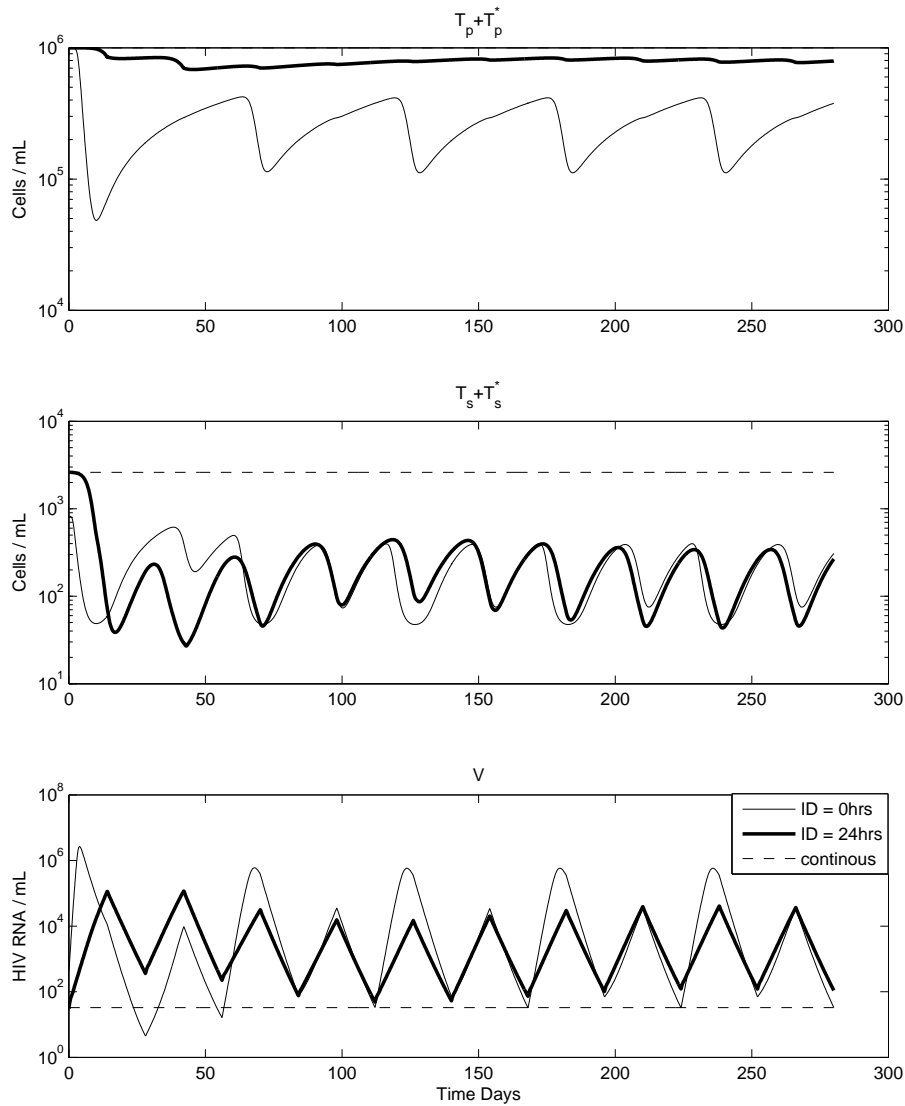 T_p+T_p^*
10^6
10^5
10^4
Cells / mL
0 50 100 150 200 250 300
T_s+T_s^*
10^4
10^3
10^2
10^1
Cells / mL
0 50 100 150 200 250 300
V
10^8
10^6
10^4
10^2
10^0
HIV RNA / mL
ID = 0hrs
ID = 24hrs
continous
0 50 100 150 200 250 300
Time Days